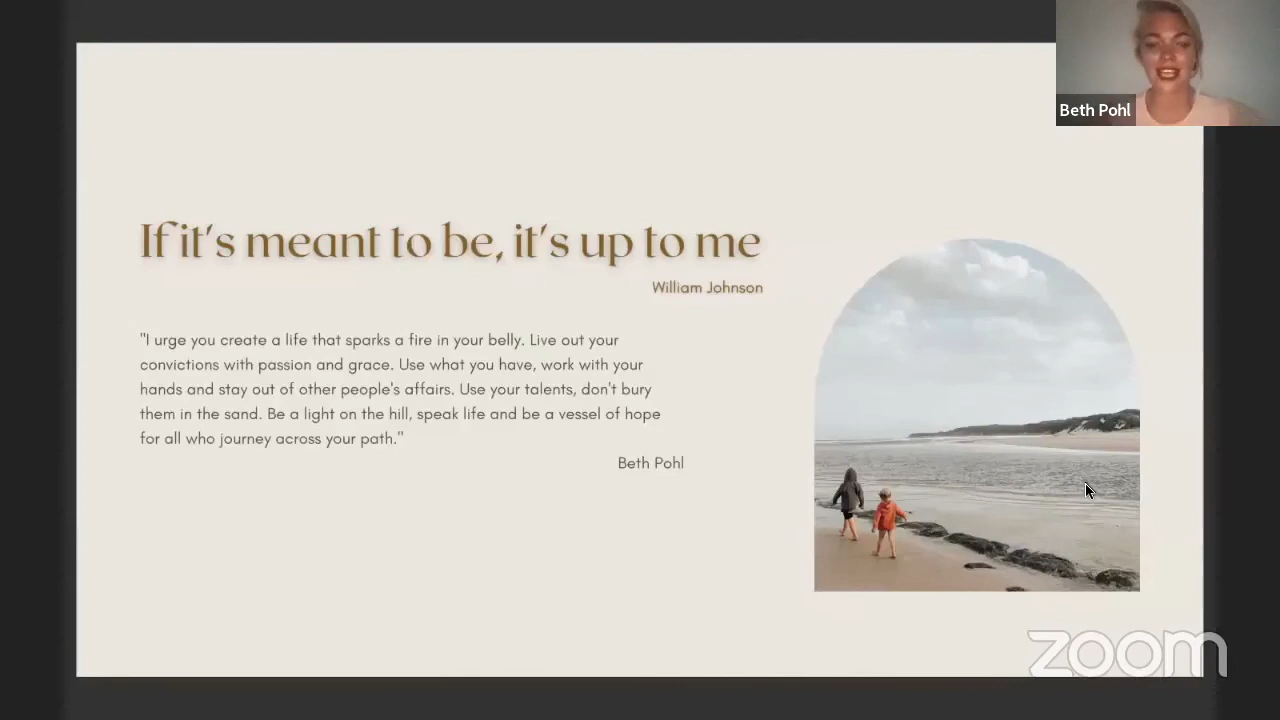 Beth Pohl
If it's meant to be, it's up to me
William Johnson
"I urge you create a life that sparks a fire in your belly. Live out your
convictions with passion and grace. Use what you have, work with your
hands and stay out of other people's affairs. Use your talents, don't bury
them in the sand. Be a light on the hill, speak life and be a vessel of hope
for all who journey across your path."
Beth Pohl
zoom